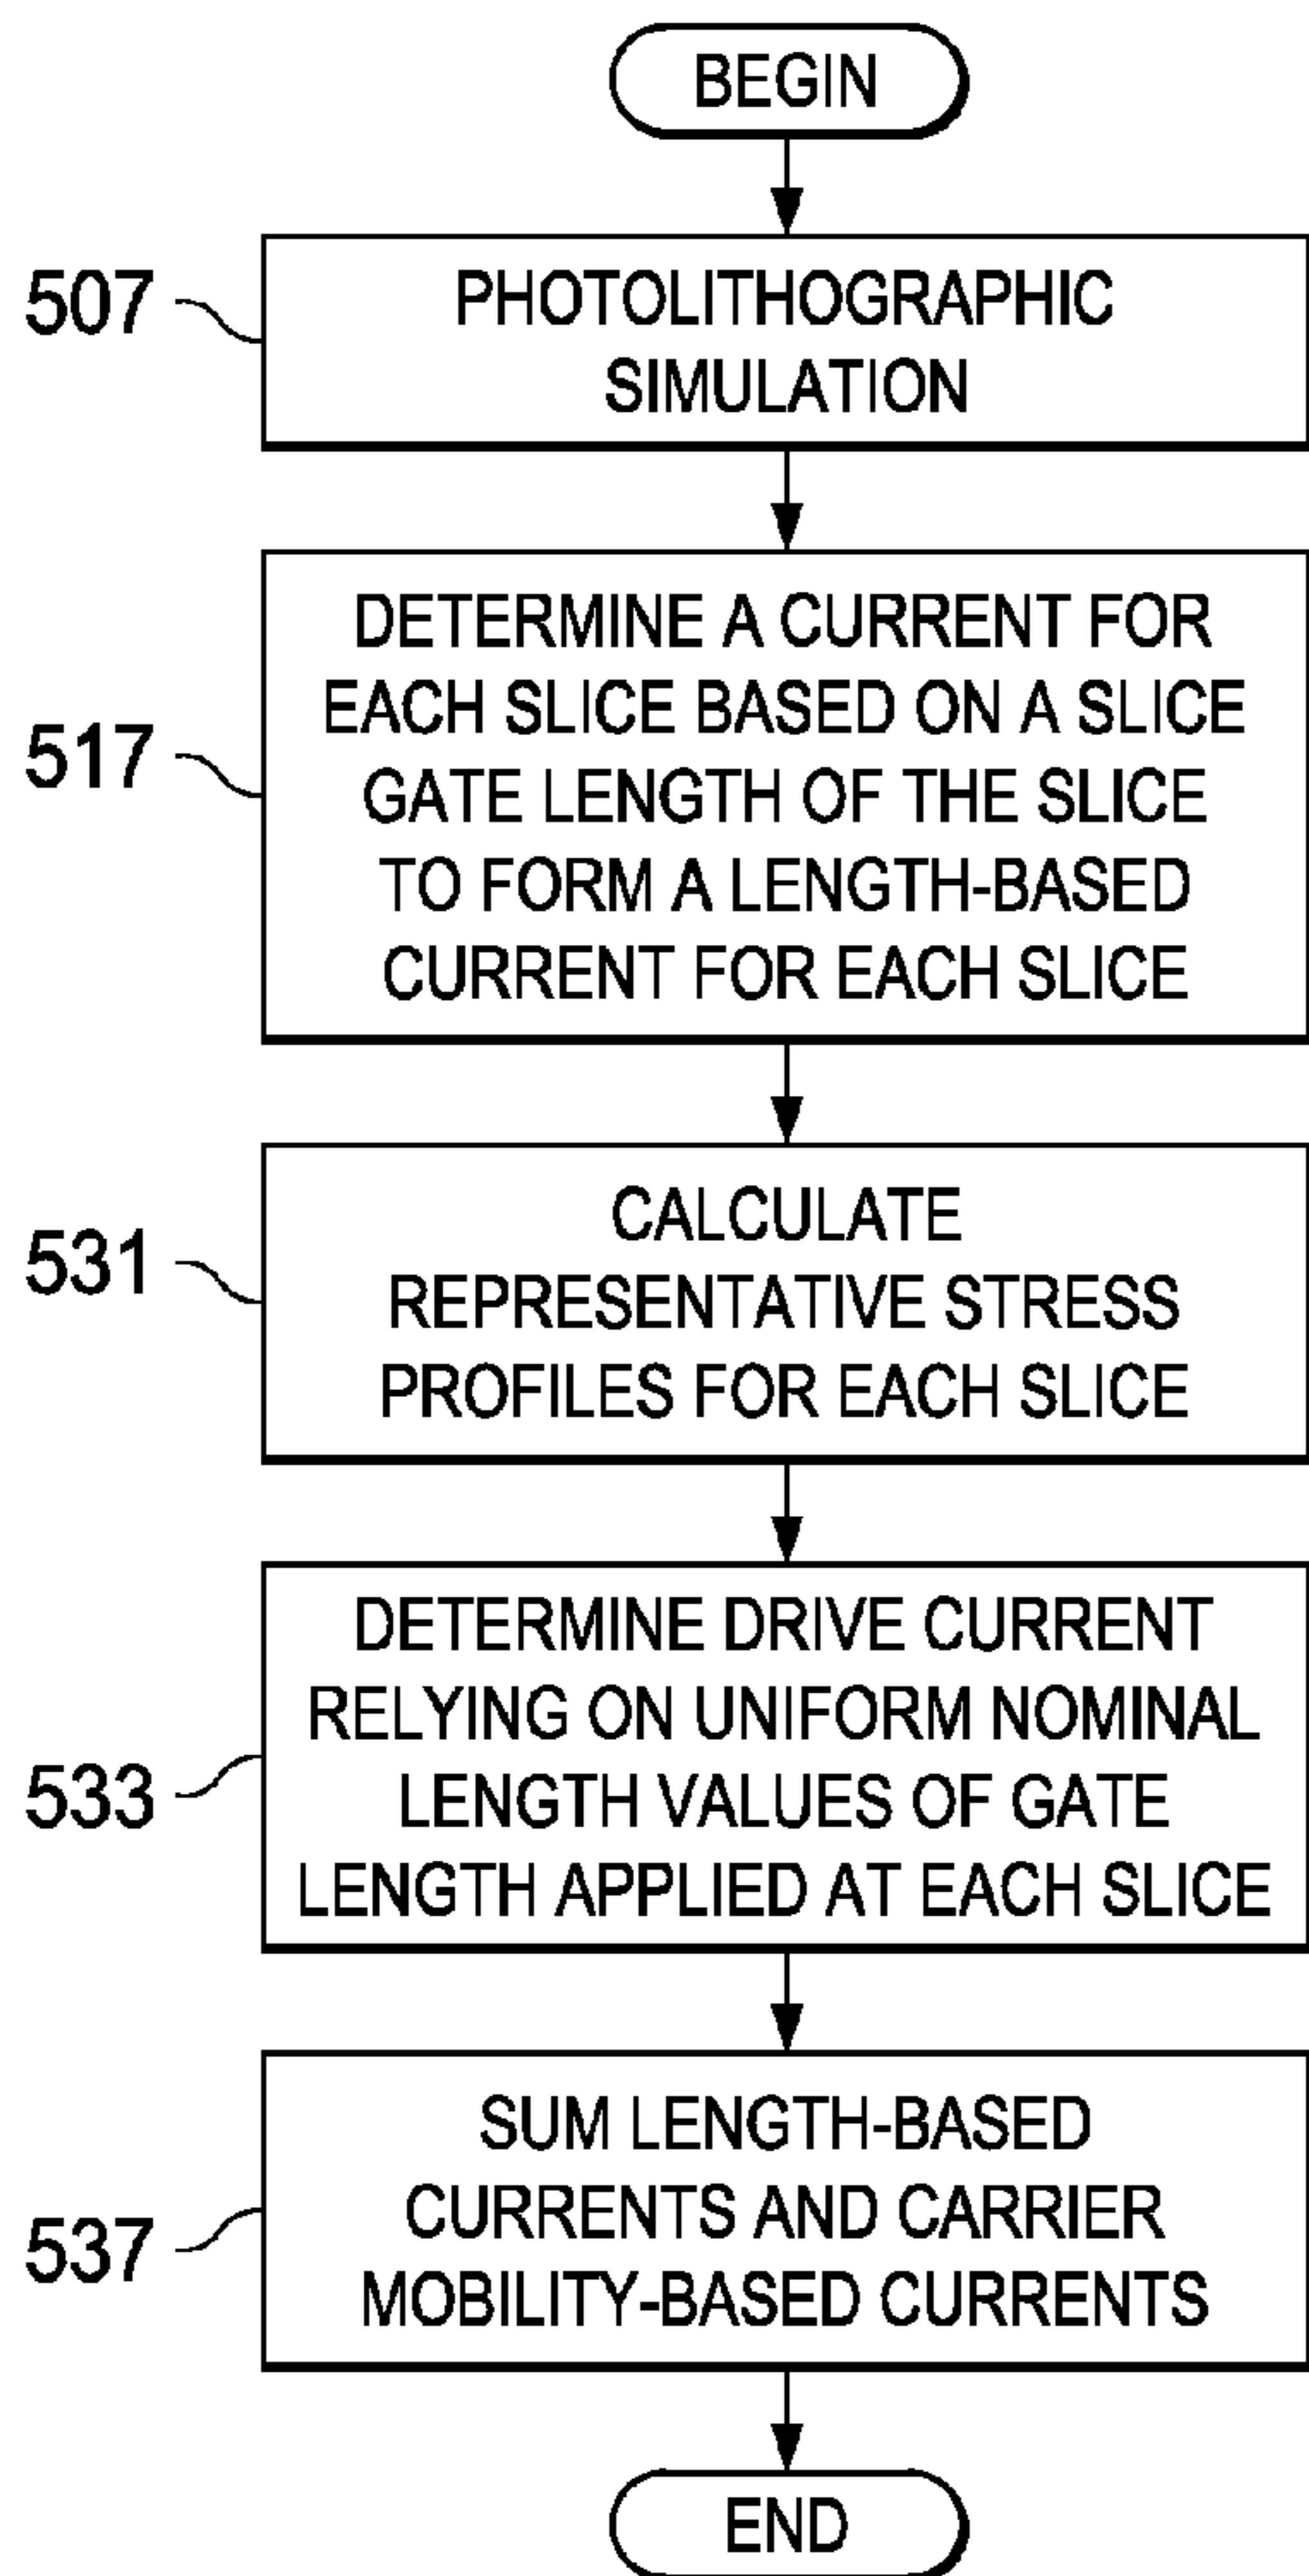 BEGIN
507
PHOTOLITHOGRAPHIC
SIMULATION
517
DETERMINE A CURRENT FOR
EACH SLICE BASED ON A SLICE
GATE LENGTH OF THE SLICE
TO FORM A LENGTH-BASED
CURRENT FOR EACH SLICE
531
CALCULATE
REPRESENTATIVE STRESS
PROFILES FOR EACH SLICE
533
DETERMINE DRIVE CURRENT
RELYING ON UNIFORM NOMINAL
LENGTH VALUES OF GATE
LENGTH APPLIED AT EACH SLICE
537
SUM LENGTH-BASED
CURRENTS AND CARRIER
MOBILITY-BASED CURRENTS
END